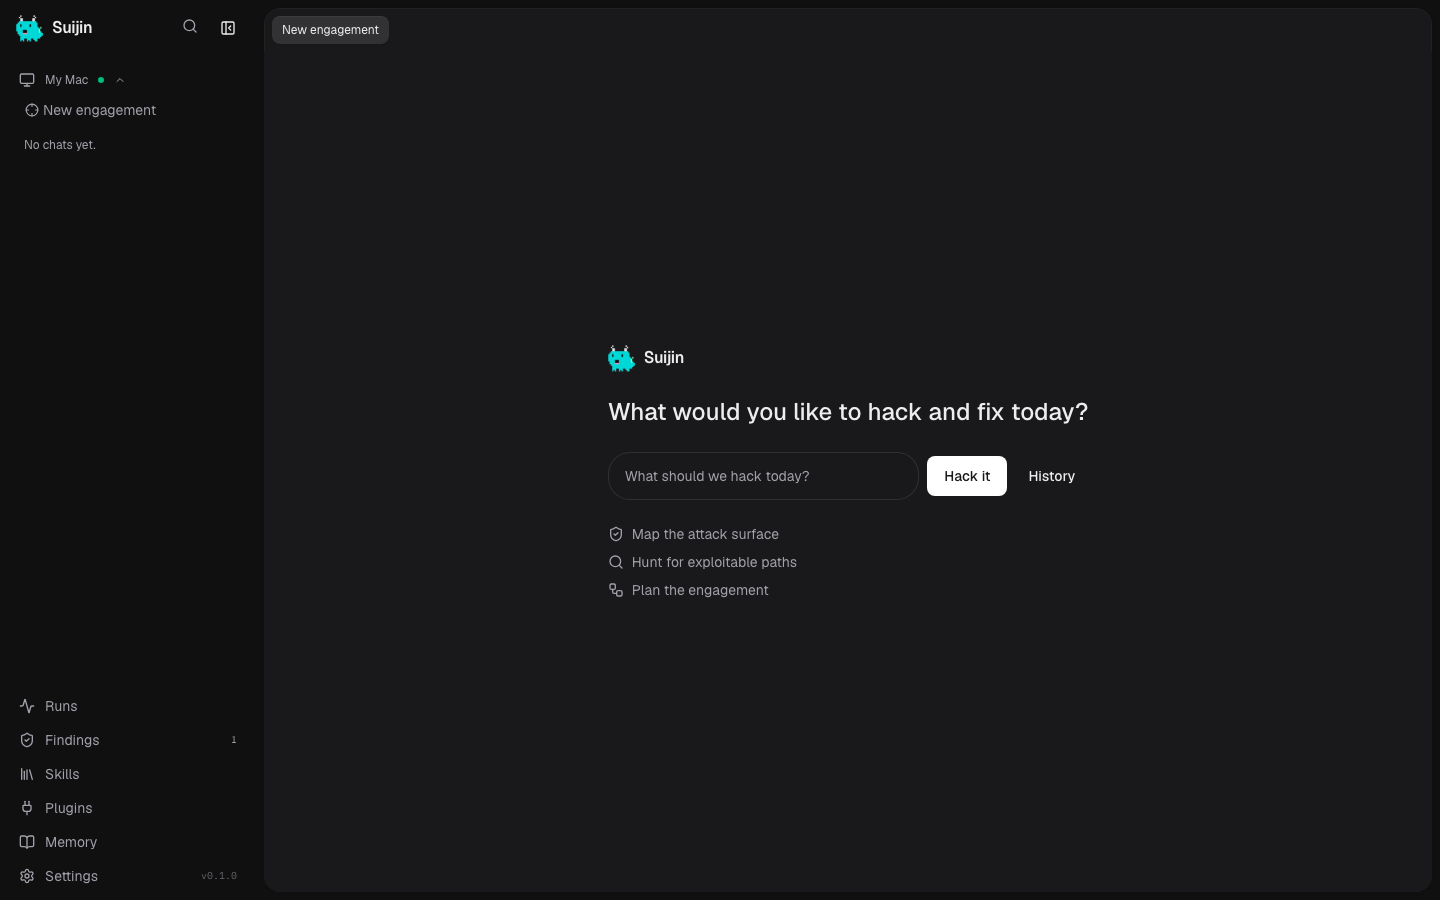 Suijin
My Mac
New engagement
No chats yet.
Runs
Findings 1
Skills
Plugins
Memory
Settings v0.1.0
New engagement
Suijin
What would you like to hack and fix today?
What should we hack today? Hack it History
Map the attack surface
Hunt for exploitable paths
Plan the engagement